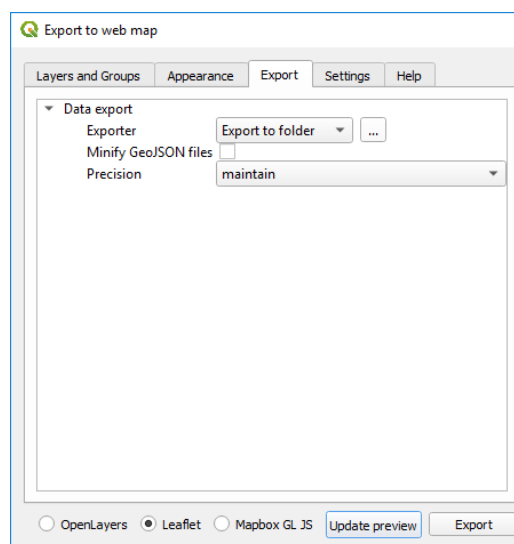 Export to web map
Layers and Groups Appearance Export Settings Help
Data export
Exporter Export to folder ...
Minify GeoJSON files
Precision maintain
OpenLayers Leaflet Mapbox GL JS Update preview Export